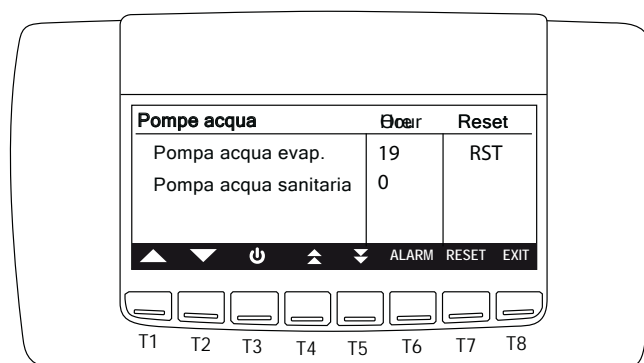 Pompe acqua Reset
Pompa acqua evap. 19 RST
Pompa acqua sanitaria 0
ALARM RESET EXIT
T1 T2 T3 T4 T5 T6 T7 T8